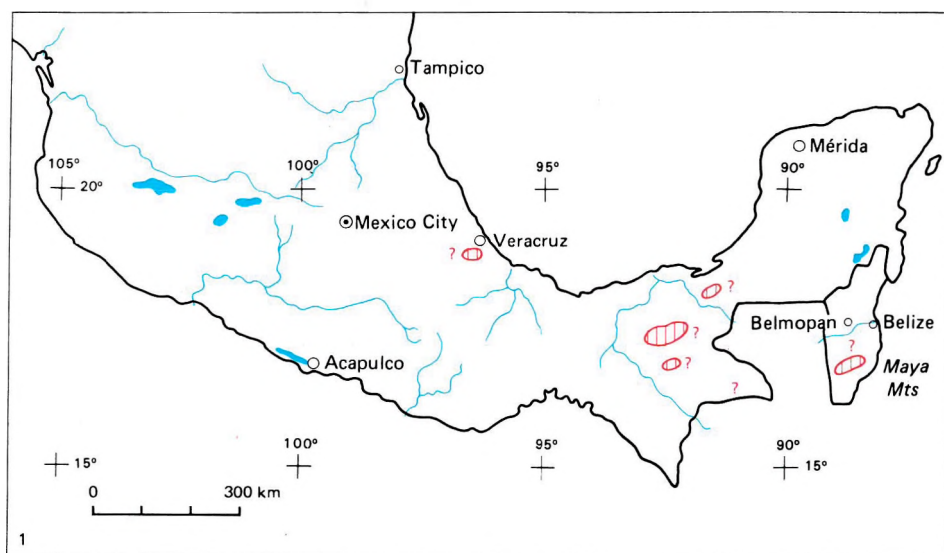 Tampico
Mérida
105°
20°
100°
95°
90°
Mexico City
Veracruz
?
?
Belmopan
Belize
?
?
?
?
Maya
Mts
Acapulco
15°
100°
95°
90°
15°
0
300 km
1